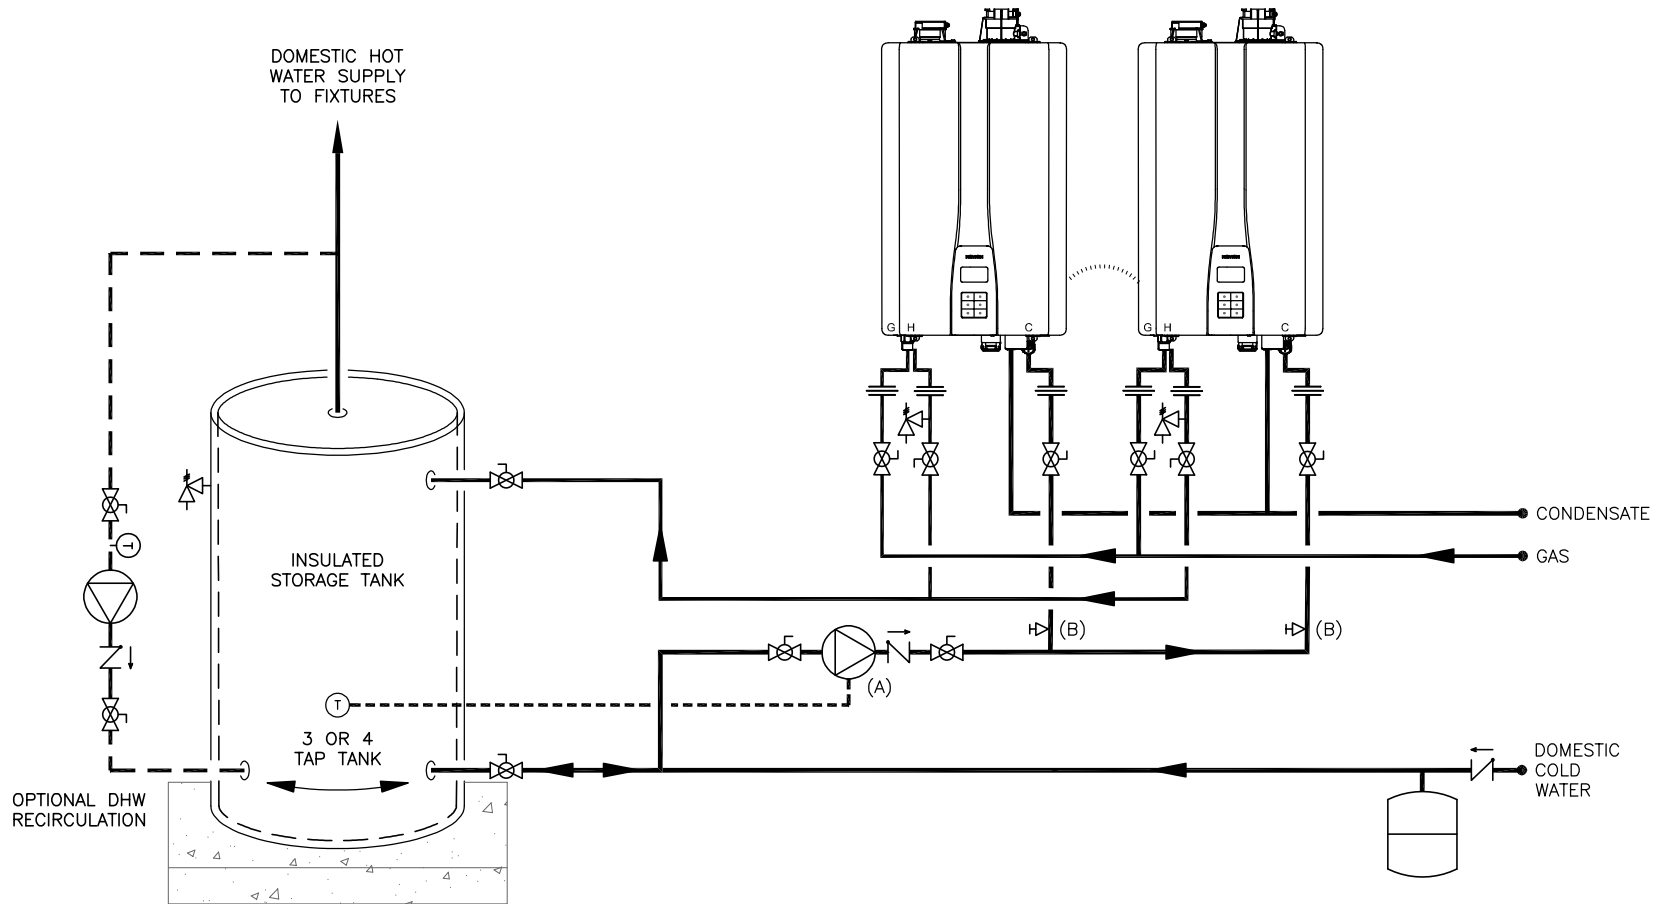 DOMESTIC HOT
WATER SUPPLY
TO FIXTURES
G H
C
G H
C
CONDENSATE
GAS
T
INSULATED
STORAGE TANK
(B)
(B)
(A)
T
3 OR 4
TAP TANK
DOMESTIC
COLD
WATER
OPTIONAL DHW
RECIRCULATION